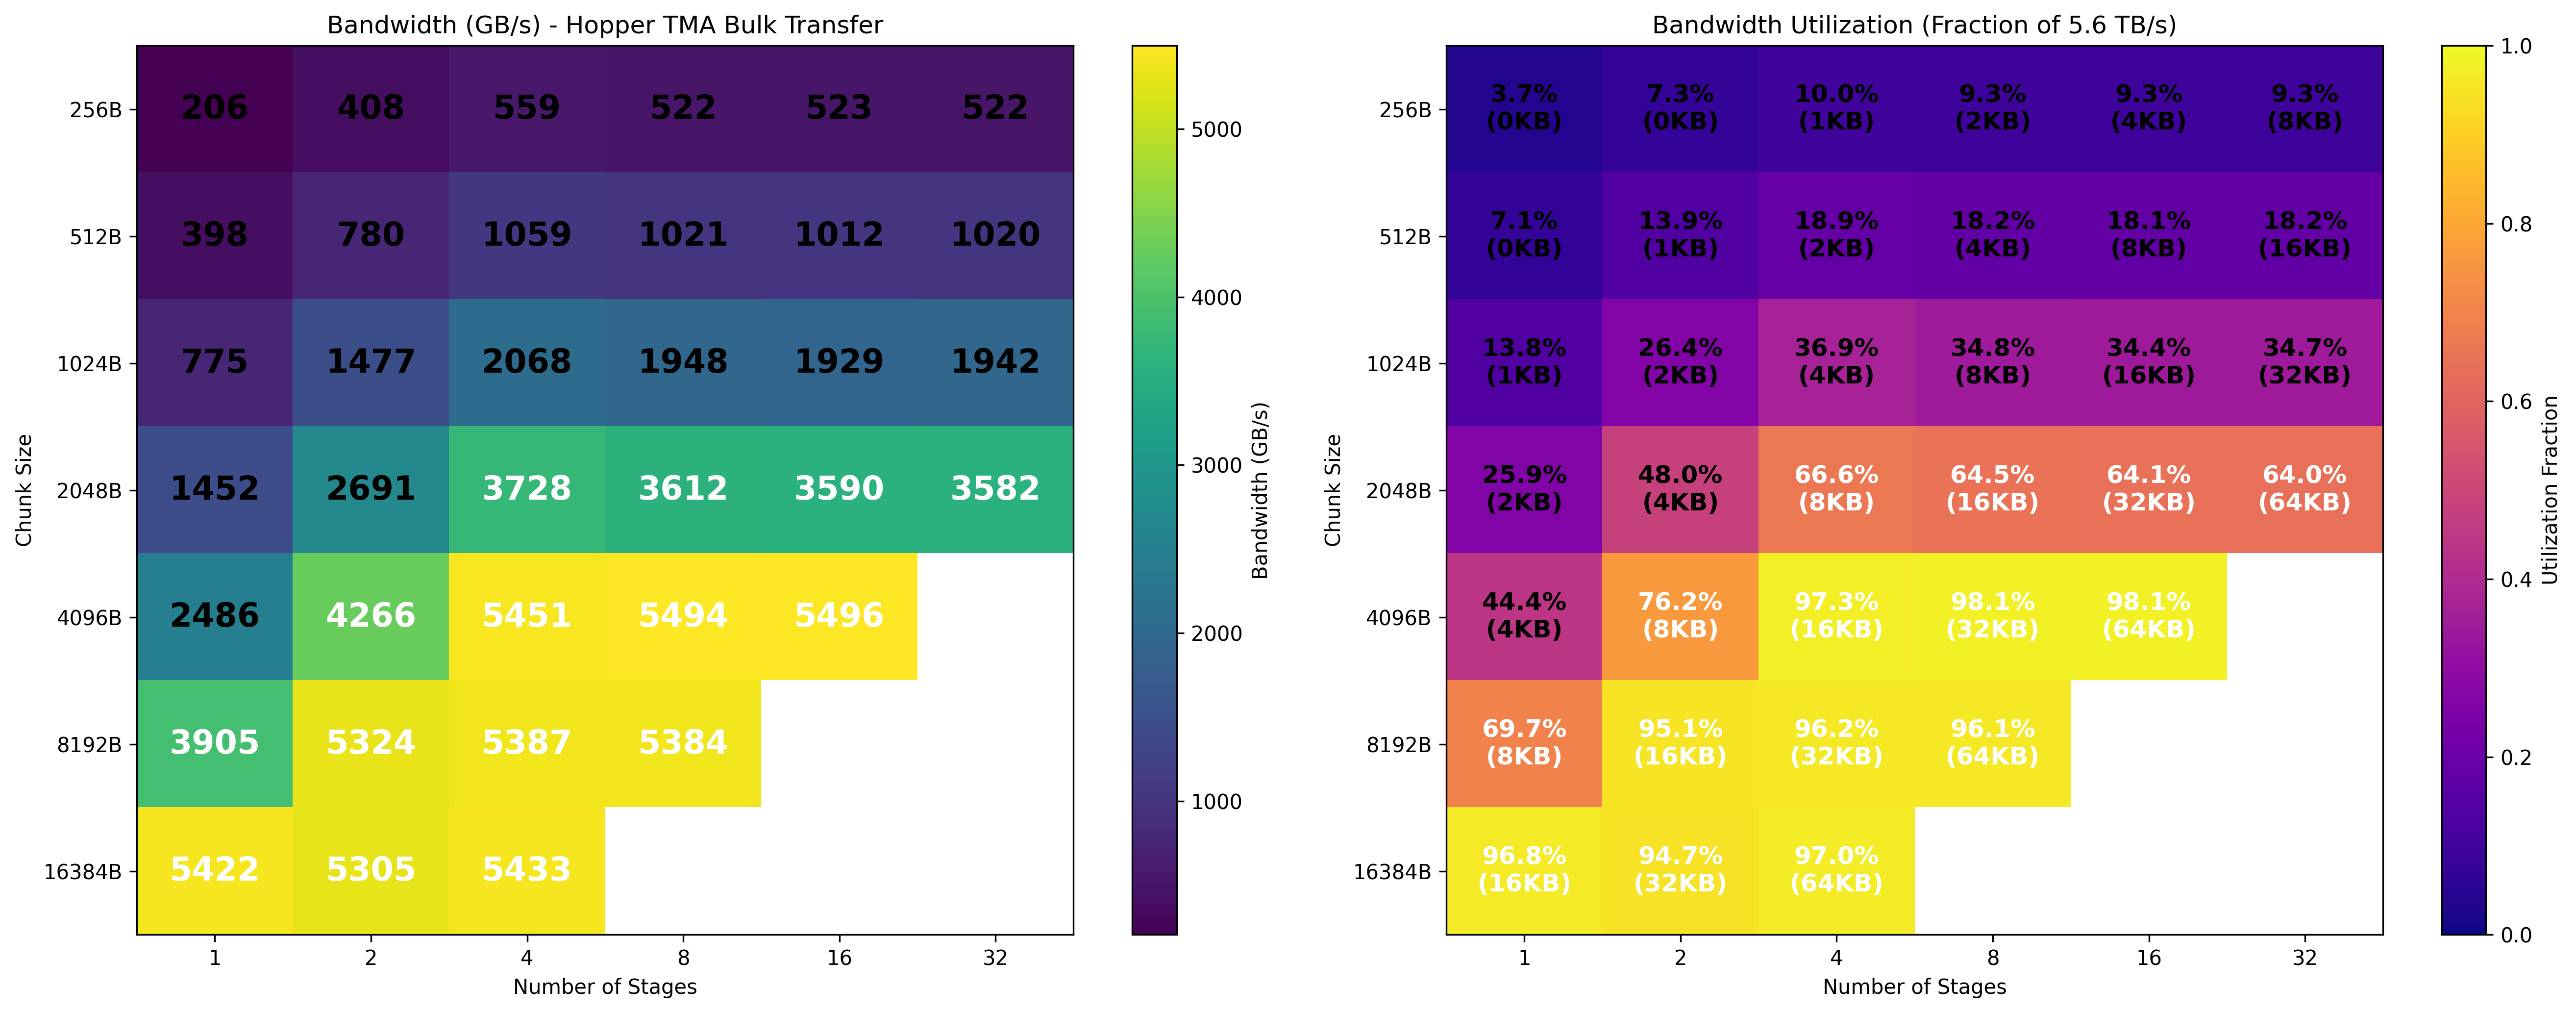 Bandwidth (GB/s) - Hopper TMA Bulk Transfer
Chunk Size
256B 206 408 559 522 523 522
512B 398 780 1059 1021 1012 1020
1024B 775 1477 2068 1948 1929 1942
2048B 1452 2691 3728 3612 3590 3582
4096B 2486 4266 5451 5494 5496
8192B 3905 5324 5387 5384
16384B 5422 5305 5433
1 2 4 8 16 32
Number of Stages
5000
4000
3000
2000
1000
Bandwidth (GB/s)
Bandwidth Utilization (Fraction of 5.6 TB/s)
Chunk Size
256B 3.7% 7.3% 10.0% 9.3% 9.3% 9.3%
(0KB) (0KB) (1KB) (2KB) (4KB) (8KB)
512B 7.1% 13.9% 18.9% 18.2% 18.1% 18.2%
(0KB) (1KB) (2KB) (4KB) (8KB) (16KB)
1024B 13.8% 26.4% 36.9% 34.8% 34.4% 34.7%
(1KB) (2KB) (4KB) (8KB) (16KB) (32KB)
2048B 25.9% 48.0% 66.6% 64.5% 64.1% 64.0%
(2KB) (4KB) (8KB) (16KB) (32KB) (64KB)
4096B 44.4% 76.2% 97.3% 98.1% 98.1%
(4KB) (8KB) (16KB) (32KB) (64KB)
8192B 69.7% 95.1% 96.2% 96.1%
(8KB) (16KB) (32KB) (64KB)
16384B 96.8% 94.7% 97.0%
(16KB) (32KB) (64KB)
1 2 4 8 16 32
Number of Stages
1.0
0.8
0.6
0.4
0.2
0.0
Utilization Fraction